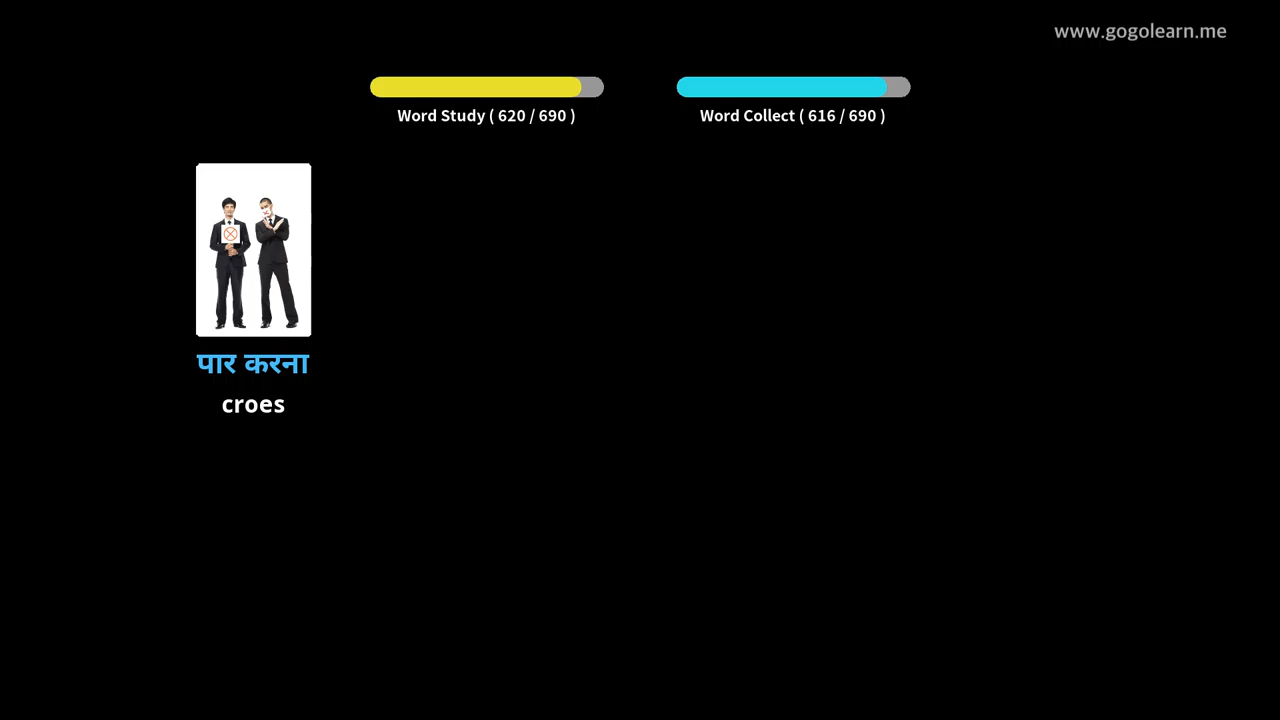 www.gogolearn.me
Word Study ( 620 / 690 )
Word Collect ( 616 / 690 )
पार करना
croes